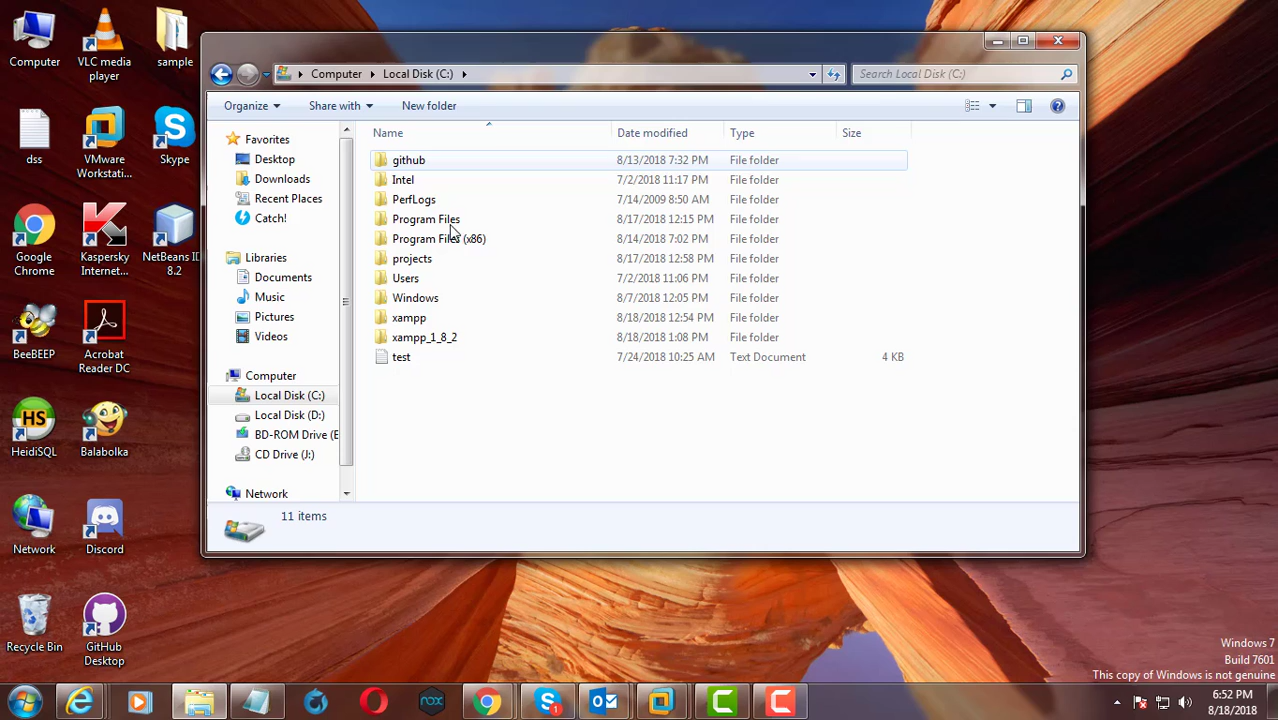 Computer
VLC media
player
sample
dss
VMware
Workstati...
Skype
Google
Chrome
Kaspersky
Internet...
NetBeans I
8.2
BeeBEEP
Acrobat
Reader DC
HeidiSQL
Balabolka
Network
Discord
Recycle Bin
GitHub
Desktop
Computer
Local Disk (C:)
Search Local Disk (C:)
Organize
Share with
New folder
Favorites
Desktop
Downloads
Recent Places
Catch!
Libraries
Documents
Music
Pictures
Videos
Computer
Local Disk (C:)
Local Disk (D:)
BD-ROM Drive (E
CD Drive (J:)
Network
Name Date modified Type Size
github 8/13/2018 7:32 PM File folder
Intel 7/2/2018 11:17 PM File folder
PerfLogs 7/14/2009 8:50 AM File folder
Program Files 8/17/2018 12:15 PM File folder
Program Files (x86) 8/14/2018 7:02 PM File folder
projects 8/17/2018 12:58 PM File folder
Users 7/2/2018 11:06 PM File folder
Windows 8/7/2018 12:05 PM File folder
xampp 8/18/2018 12:54 PM File folder
xampp_1_8_2 8/18/2018 1:08 PM File folder
test 7/24/2018 10:25 AM Text Document 4 KB
11 items
Windows 7
Build 7601
This copy of Windows is not genuine
HS
nox
1
6:52 PM
8/18/2018